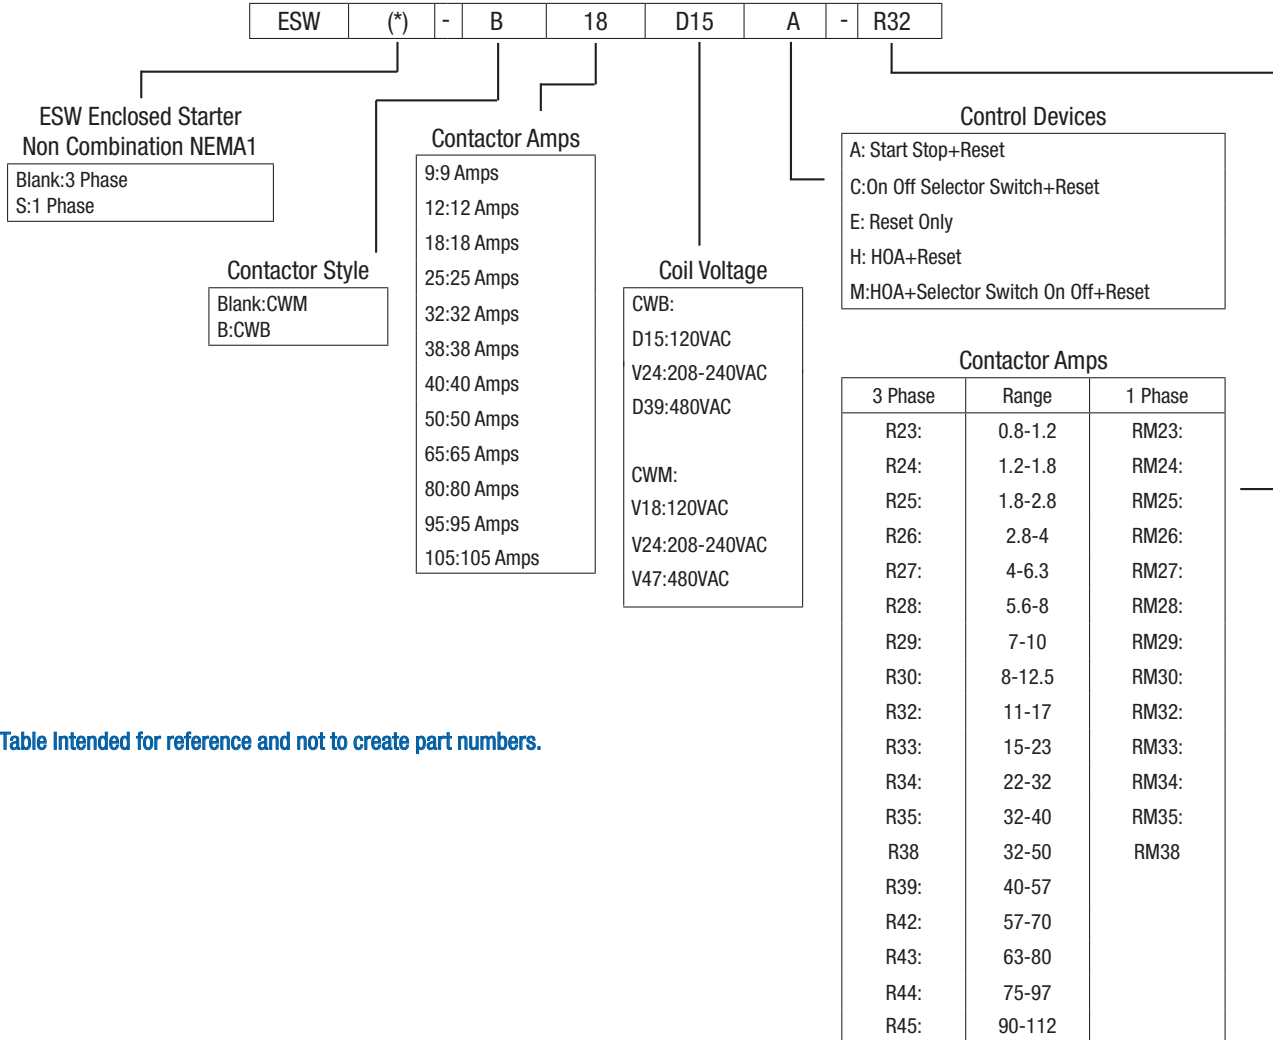 ESW (*) - B 18 D15 A - R32
ESW Enclosed Starter
Non Combination NEMA1
Blank:3 Phase
S:1 Phase
Contactor Style
Blank:CWM
B:CWB
Contactor Amps
9:9 Amps
12:12 Amps
18:18 Amps
25:25 Amps
32:32 Amps
38:38 Amps
40:40 Amps
50:50 Amps
65:65 Amps
80:80 Amps
95:95 Amps
105:105 Amps
Coil Voltage
CWB:
D15:120VAC
V24:208-240VAC
D39:480VAC
CWM:
V18:120VAC
V24:208-240VAC
V47:480VAC
Control Devices
A: Start Stop+Reset
C:On Off Selector Switch+Reset
E: Reset Only
H: HOA+Reset
M:HOA+Selector Switch On Off+Reset
Contactor Amps
3 Phase Range 1 Phase
R23: 0.8-1.2 RM23:
R24: 1.2-1.8 RM24:
R25: 1.8-2.8 RM25:
R26: 2.8-4 RM26:
R27: 4-6.3 RM27:
R28: 5.6-8 RM28:
R29: 7-10 RM29:
R30: 8-12.5 RM30:
R32: 11-17 RM32:
R33: 15-23 RM33:
R34: 22-32 RM34:
R35: 32-40 RM35:
R38 32-50 RM38
R39: 40-57
R42: 57-70
R43: 63-80
R44: 75-97
R45: 90-112
Table Intended for reference and not to create part numbers.